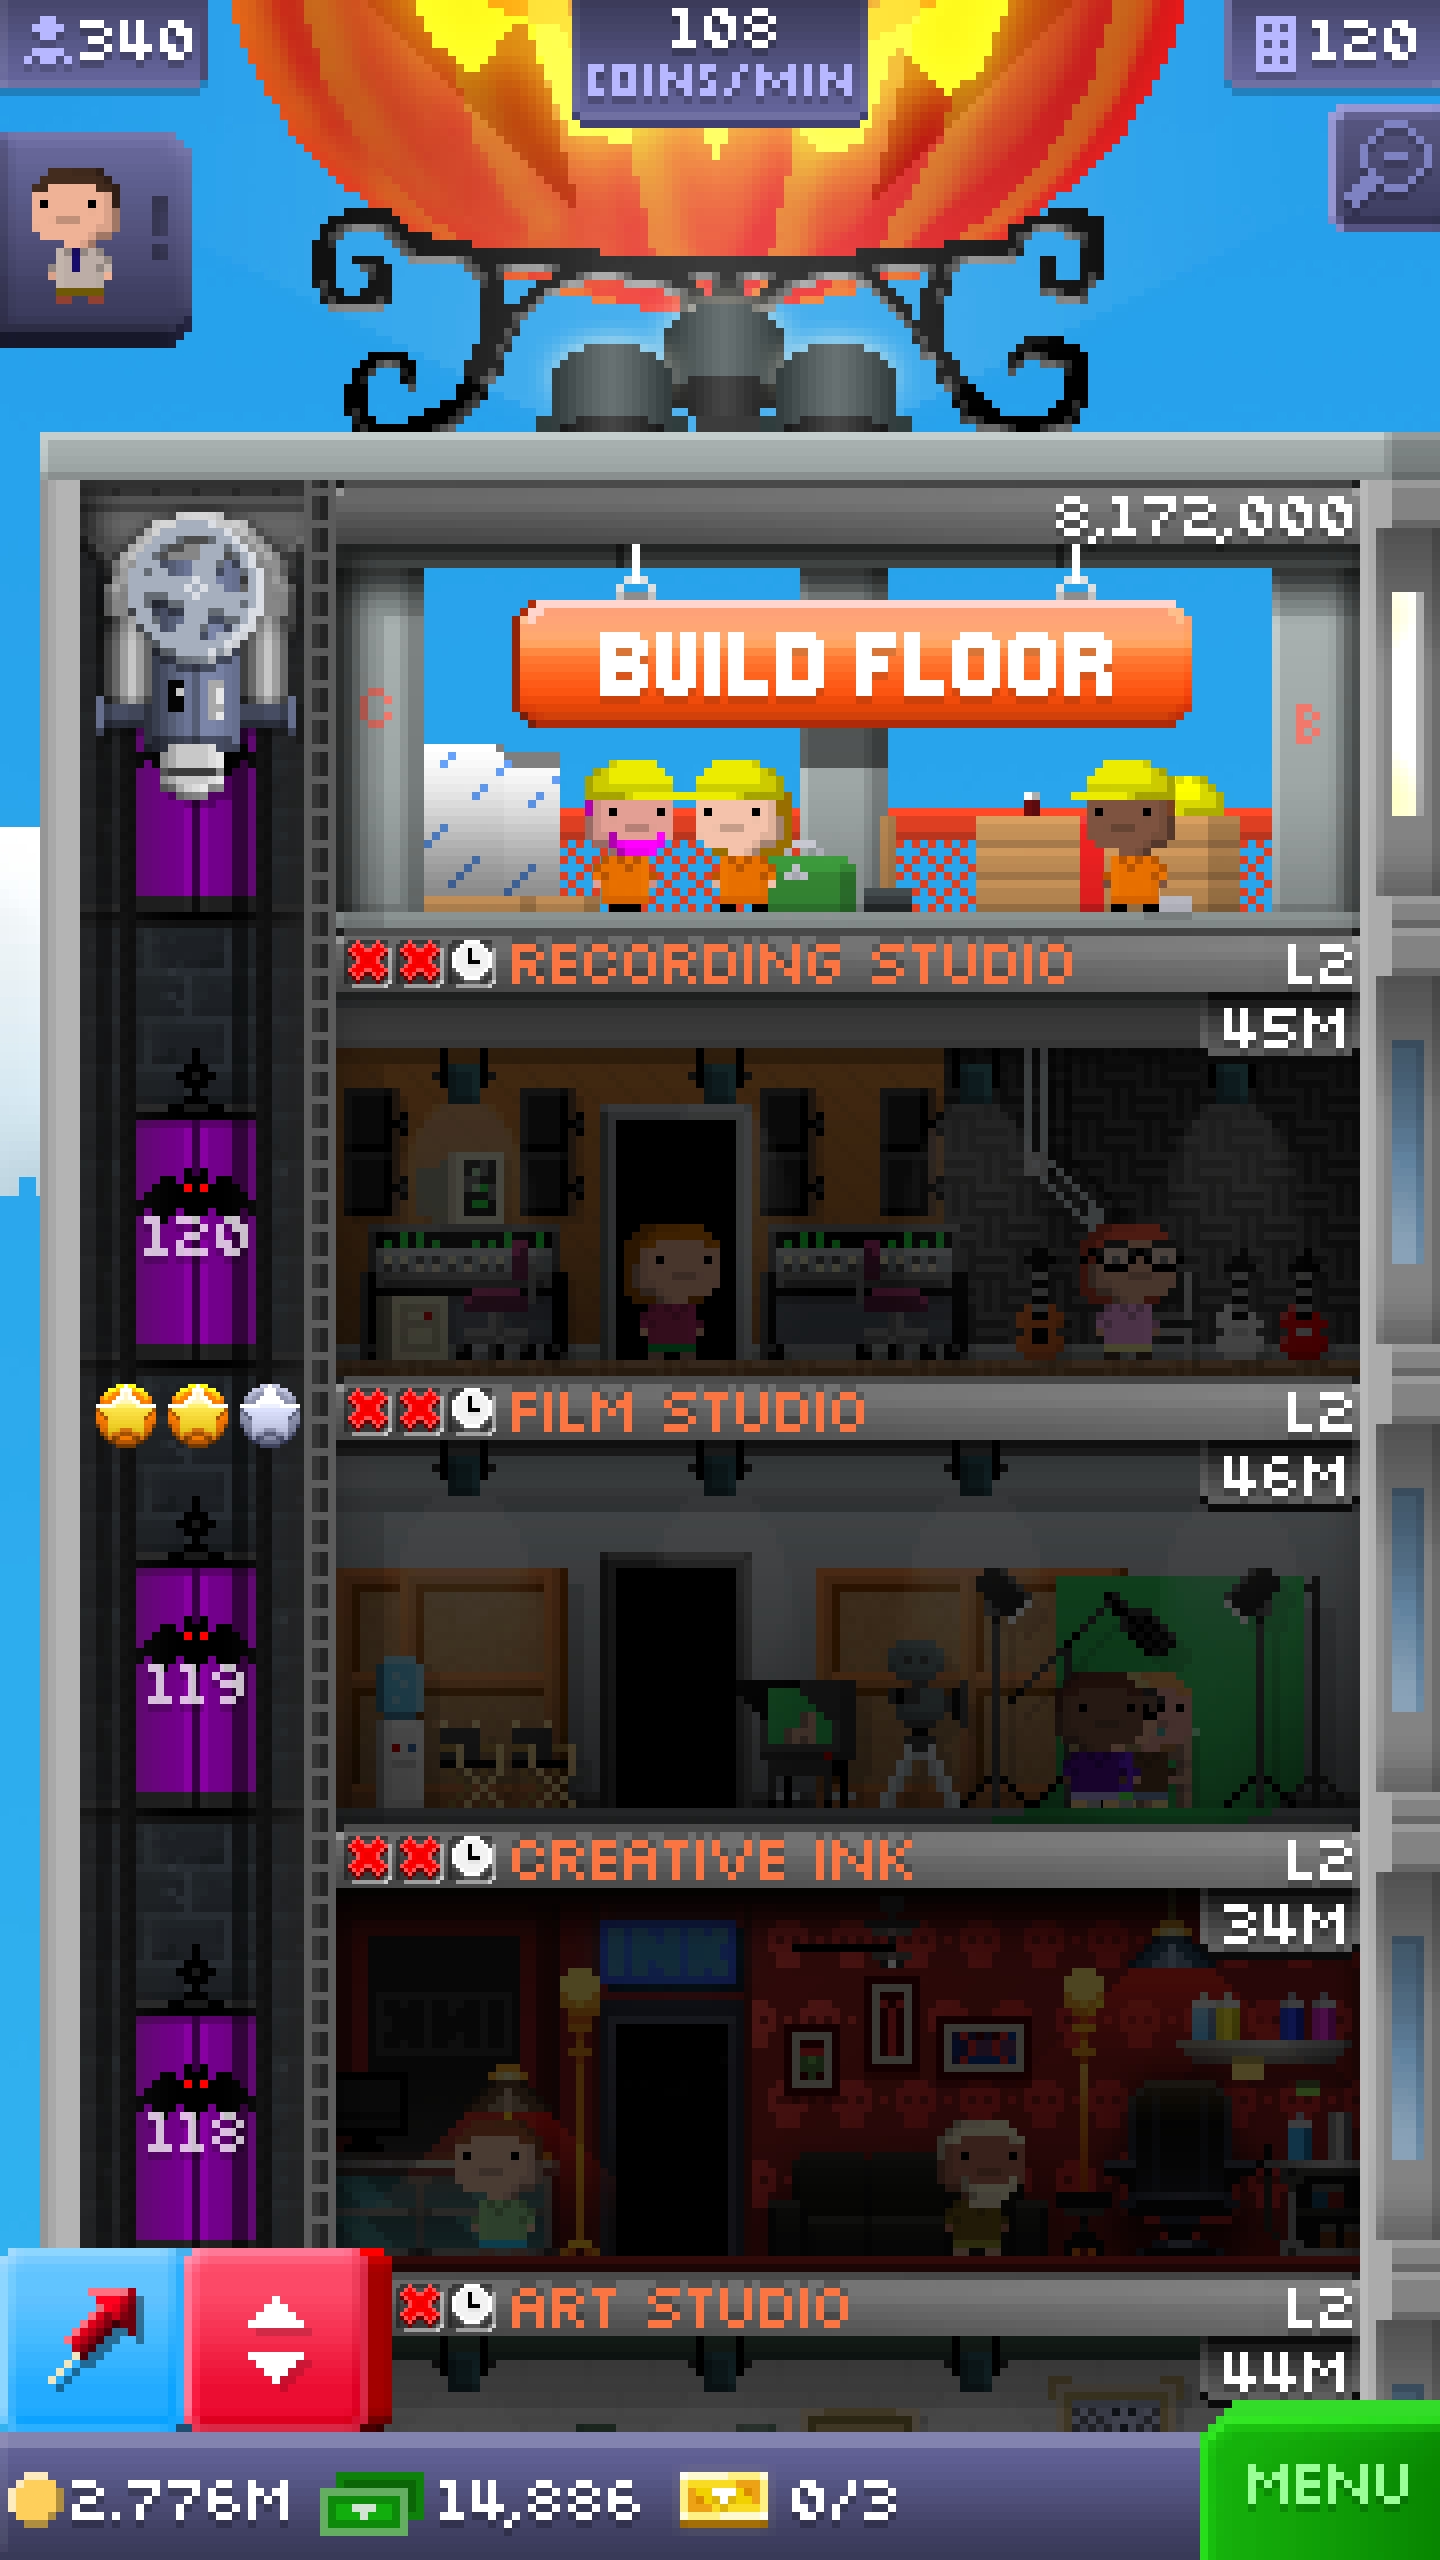 340
108
COINS/MIN
120
!
8,172,000
BUILD FLOOR
C
B
RECORDING STUDIO L2
45M
120
FILM STUDIO L2
46M
119
CREATIVE INK L2
34M
INK
118
ART STUDIO L2
44M
2.776M 14,886 0/3
MENU